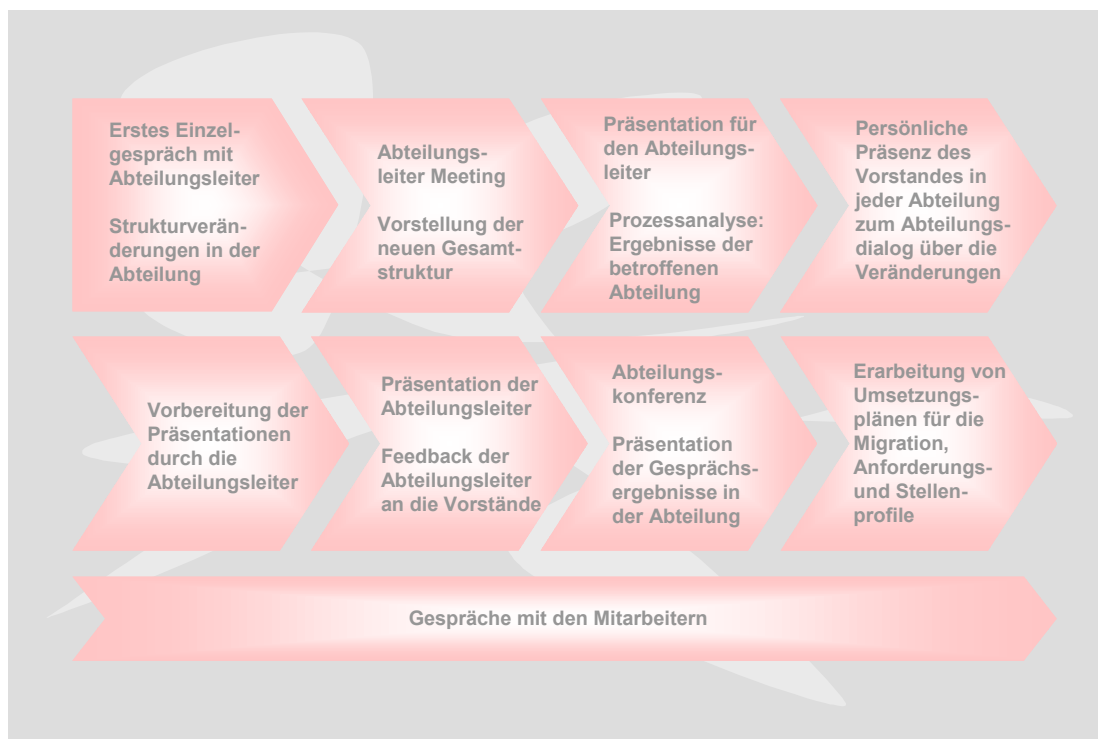 Erstes Einzel-
gespräch mit
Abteilungsleiter
Strukturverän-
derungen in der
Abteilung
Abteilungs-
leiter Meeting
Vorstellung der
neuen Gesamt-
struktur
Präsentation für
den Abteilungs-
leiter
Prozessanalyse:
Ergebnisse der
betroffenen
Abteilung
Persönliche
Präsenz des
Vorstandes in
jeder Abteilung
zum Abteilungs-
dialog über die
Veränderungen
Vorbereitung der
Präsentationen
durch die
Abteilungsleiter
Präsentation der
Abteilungsleiter
Feedback der
Abteilungsleiter
an die Vorstände
Abteilungs-
konferenz
Präsentation
der Gesprächs-
ergebnisse in
der Abteilung
Erarbeitung von
Umsetzungs-
plänen für die
Migration,
Anforderungs-
und Stellen-
profile
Gespräche mit den Mitarbeitern